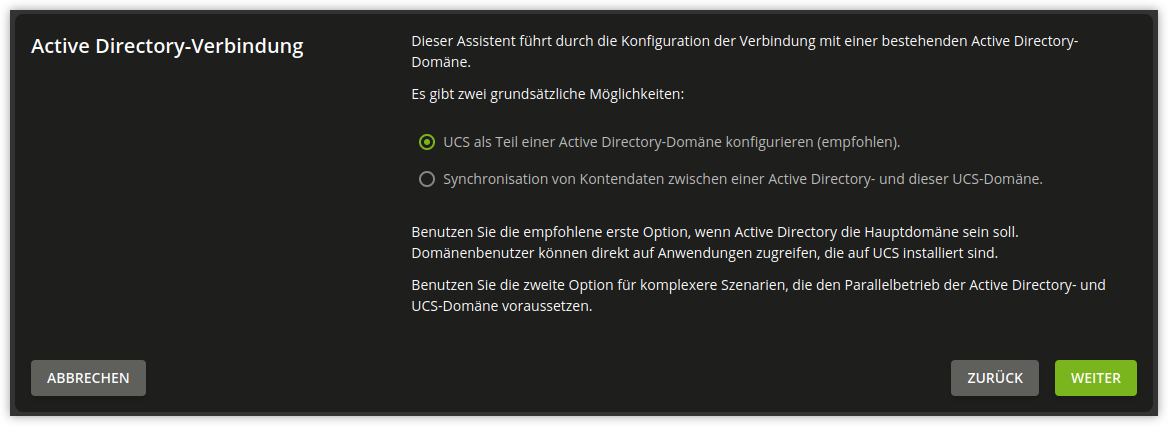 Active Directory-Verbindung
Dieser Assistent führt durch die Konfiguration der Verbindung mit einer bestehenden Active Directory-
Domäne.
Es gibt zwei grundsätzliche Möglichkeiten:
UCS als Teil einer Active Directory-Domäne konfigurieren (empfohlen).
Synchronisation von Kontendaten zwischen einer Active Directory- und dieser UCS-Domäne.
Benutzen Sie die empfohlene erste Option, wenn Active Directory die Hauptdomäne sein soll.
Domänenbenutzer können direkt auf Anwendungen zugreifen, die auf UCS installiert sind.
Benutzen Sie die zweite Option für komplexere Szenarien, die den Parallelbetrieb der Active Directory- und
UCS-Domäne voraussetzen.
ABBRECHEN
ZURÜCK
WEITER